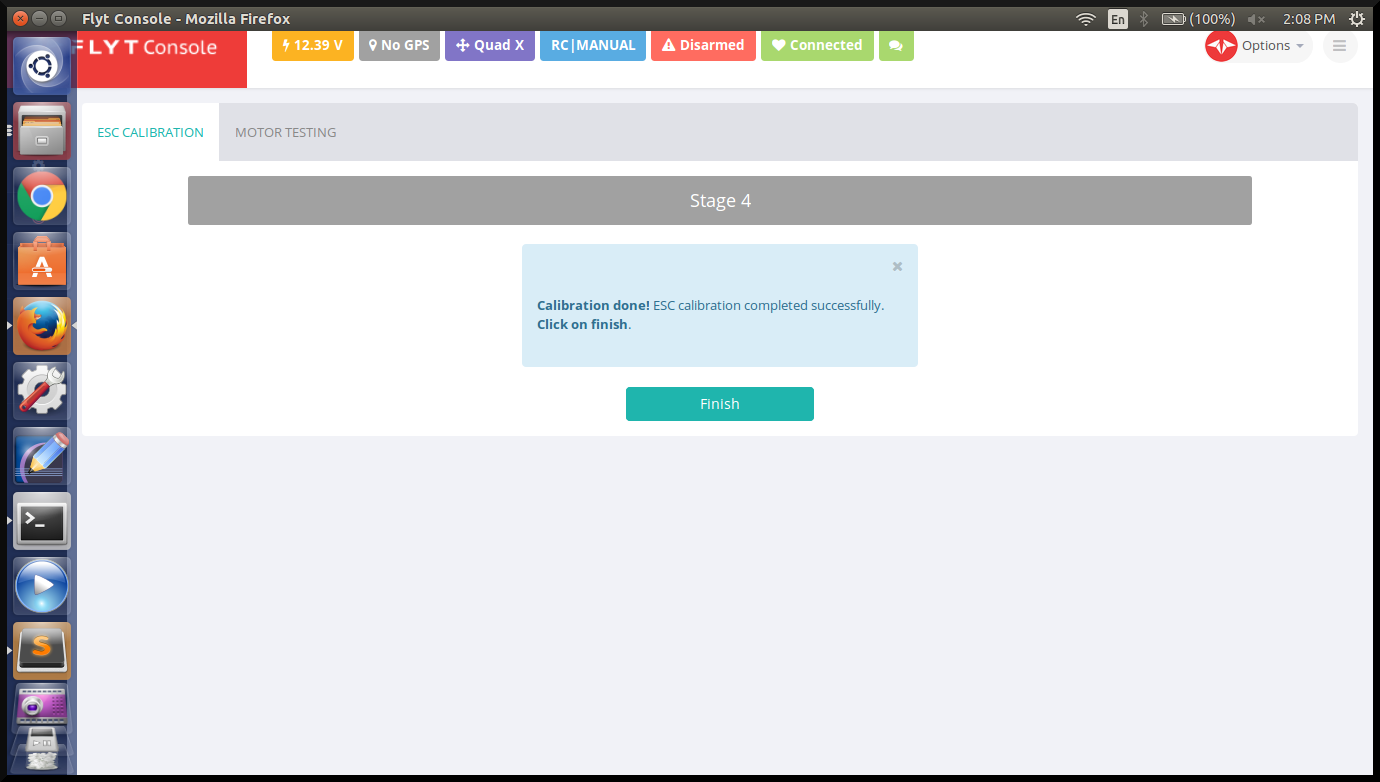 Flyt Console - Mozilla Firefox
En
(100%)
2:08 PM
FLYT Console
12.39 V
No GPS
Quad X
RC|MANUAL
Disarmed
Connected
Options
ESC CALIBRATION
MOTOR TESTING
Stage 4
Calibration done! ESC calibration completed successfully.
Click on finish.
Finish